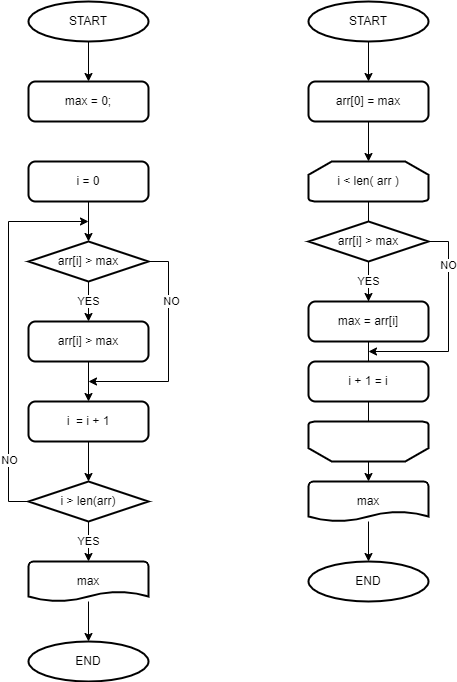 START
max = 0;
i = 0
arr[i] > max
YES
NO
arr[i] > max
i = i + 1
i > len(arr)
NO
YES
max
END
START
arr[0] = max
i < len( arr )
arr[i] > max
NO
YES
max = arr[i]
i + 1 = i
max
END